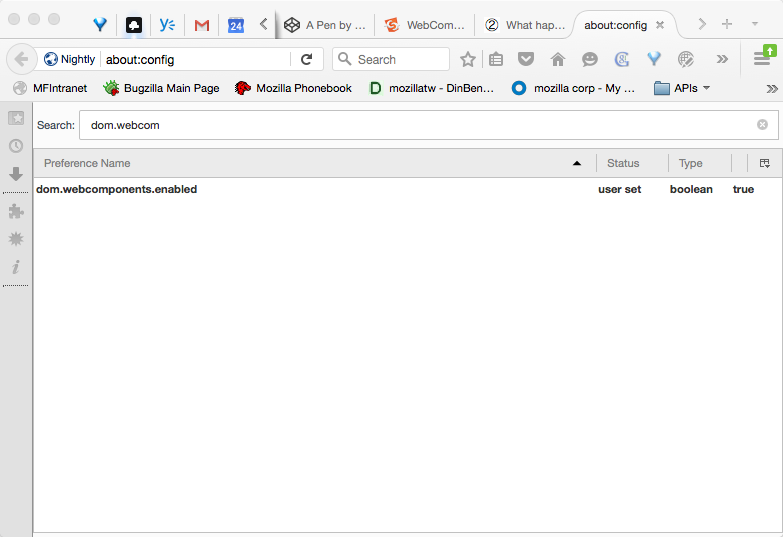 24 A Pen by ... WebCom... ② What hap... about:config
Nightly about:config Search
MFIntranet Bugzilla Main Page Mozilla Phonebook mozillatw - DinBen... mozilla corp - My ... APIs
Search: dom.webcom
Preference Name Status Type
dom.webcomponents.enabled user set boolean true